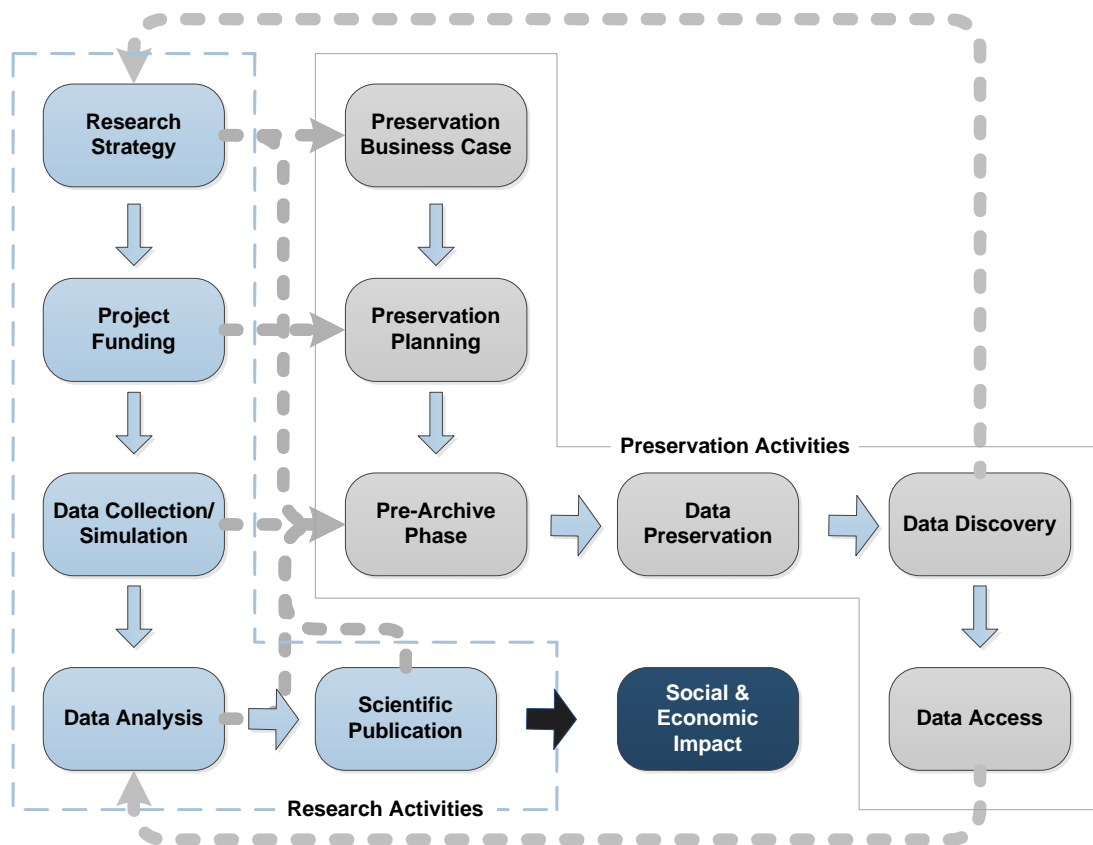 Research
Strategy
Preservation
Business Case
Project
Funding
Preservation
Planning
Preservation Activities
Data Collection/
Simulation
Pre-Archive
Phase
Data
Preservation
Data Discovery
Data Analysis
Scientific
Publication
Social &
Economic
Impact
Data Access
Research Activities